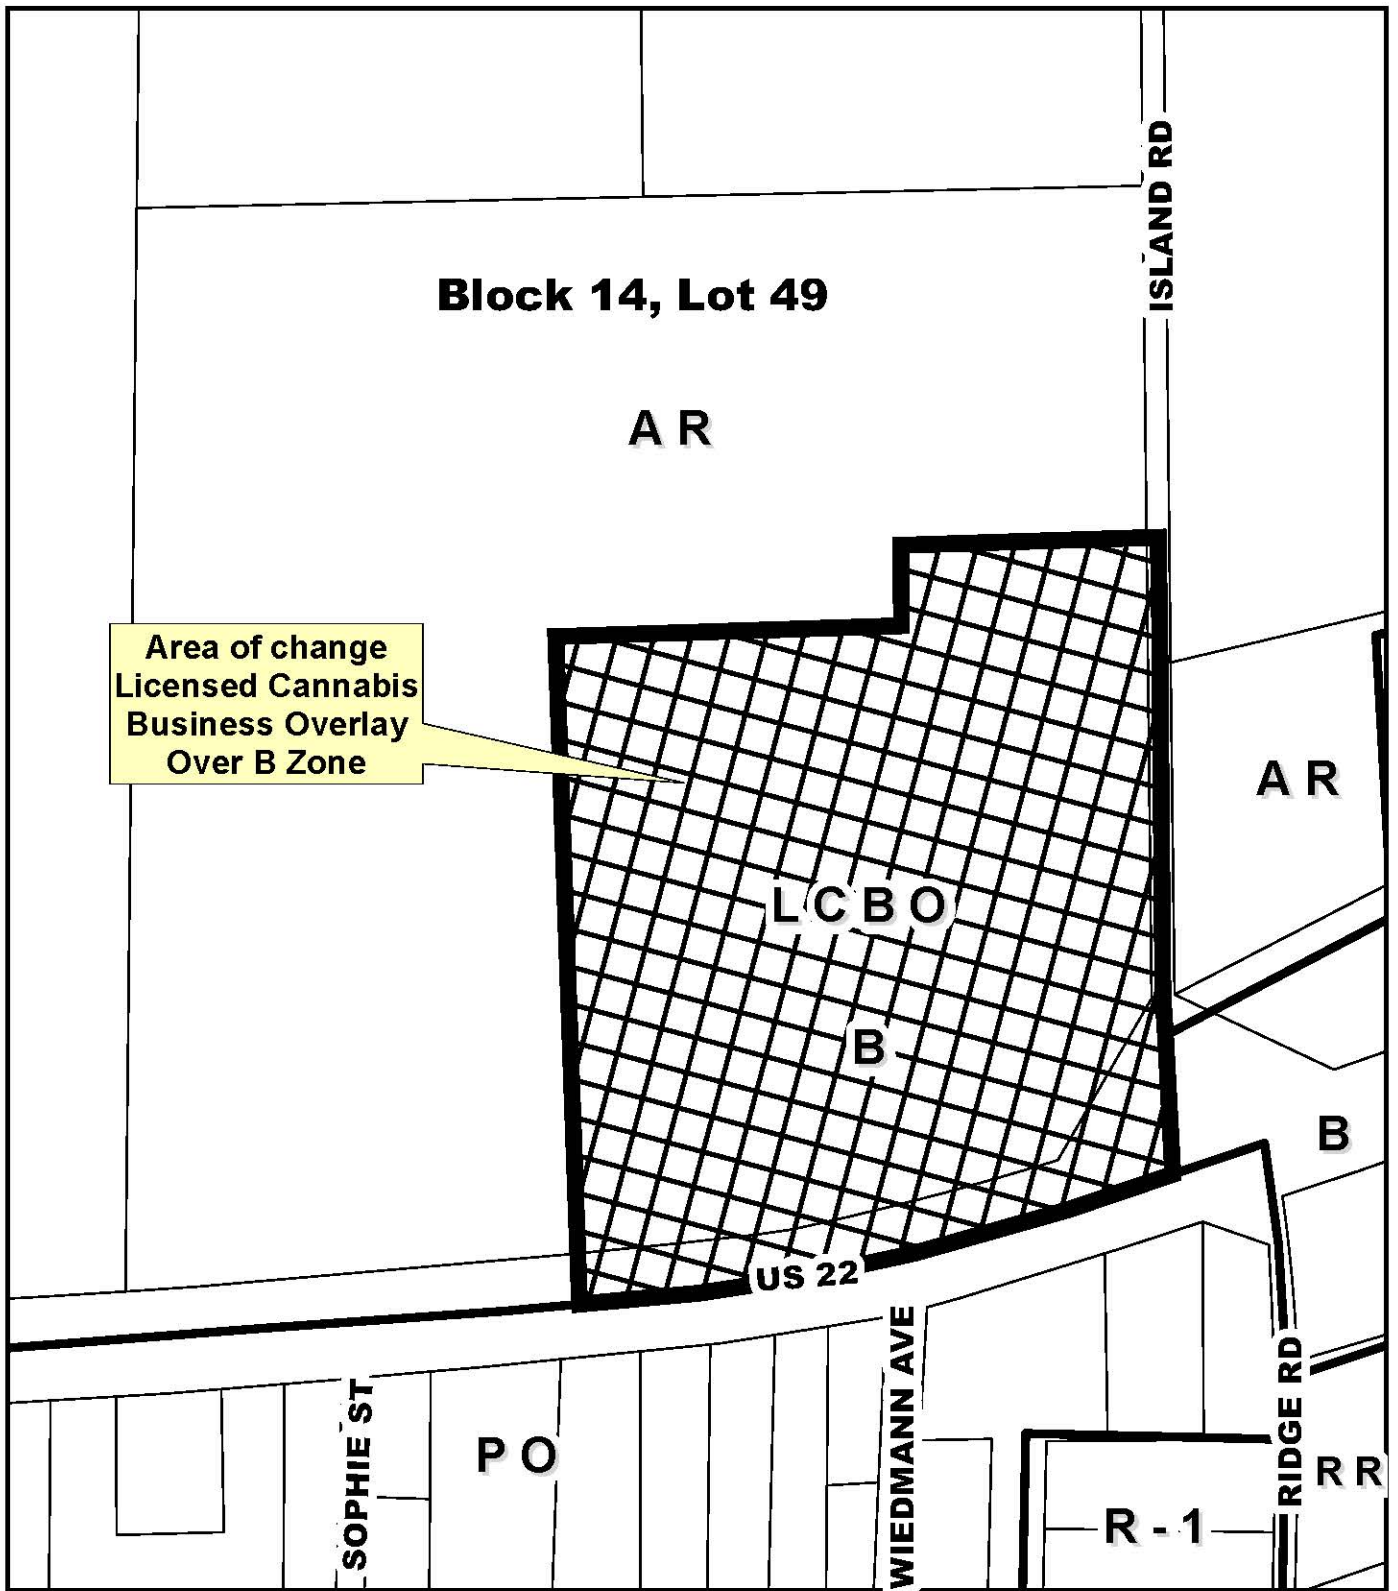 ISLAND RD
Block 14, Lot 49
A R
Area of change
Licensed Cannabis
Business Overlay
Over B Zone
A R
L C B O
B
B
US 22
SOPHIE ST
P O
WIEDMANN AVE
R - 1
RIDGE RD
R R